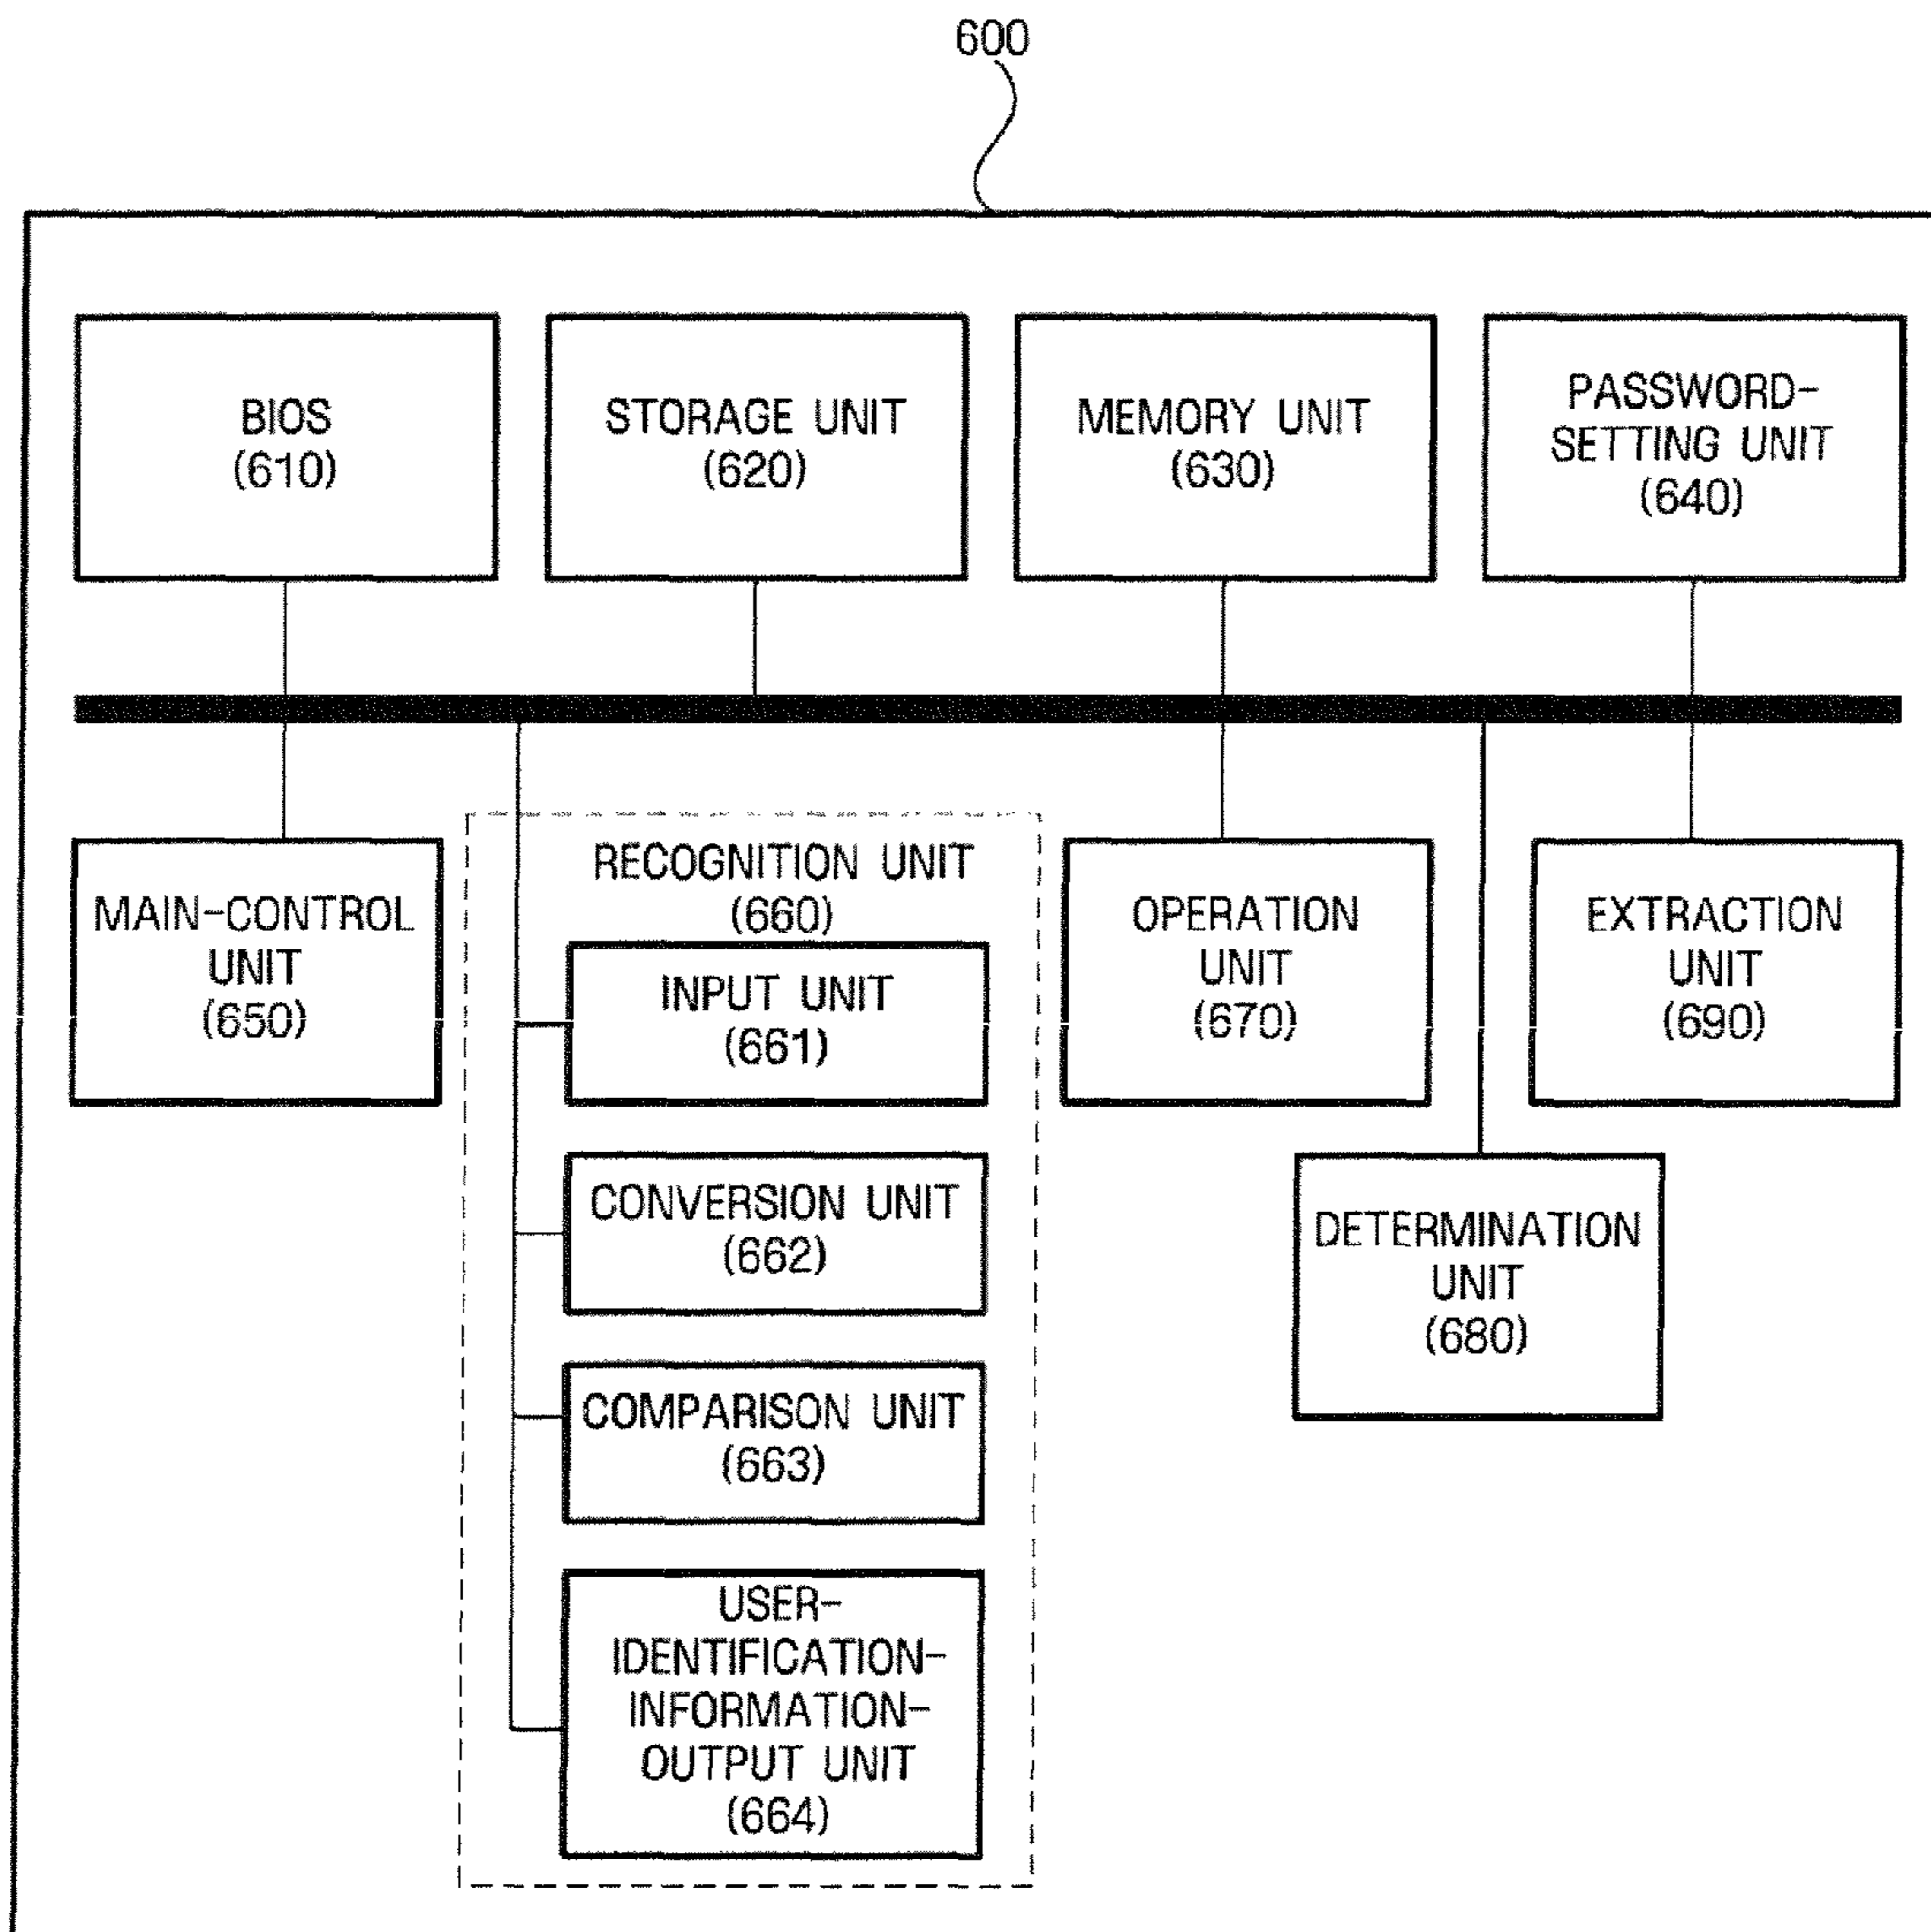 600
BIOS
(610)
STORAGE UNIT
(620)
MEMORY UNIT
(630)
PASSWORD-
SETTING UNIT
(640)
MAIN-CONTROL
UNIT
(650)
RECOGNITION UNIT
(660)
INPUT UNIT
(661)
CONVERSION UNIT
(662)
COMPARISON UNIT
(663)
USER-
IDENTIFICATION-
INFORMATION-
OUTPUT UNIT
(664)
OPERATION
UNIT
(670)
DETERMINATION
UNIT
(680)
EXTRACTION
UNIT
(690)